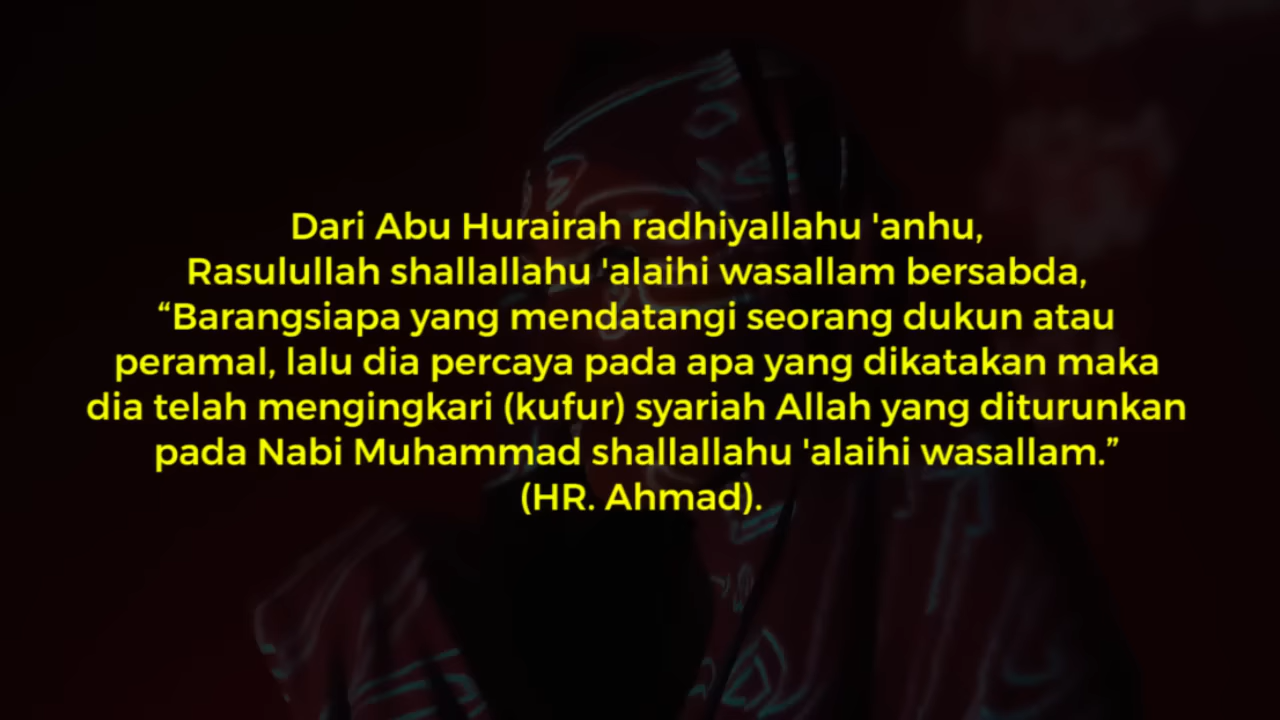 Dari Abu Hurairah radhiyallahu 'anhu,
Rasulullah shallallahu 'alaihi wasallam bersabda,
“Barangsiapa yang mendatangi seorang dukun atau
peramal, lalu dia percaya pada apa yang dikatakan maka
dia telah mengingkari (kufur) syariah Allah yang diturunkan
pada Nabi Muhammad shallallahu 'alaihi wasallam.”
(HR. Ahmad).